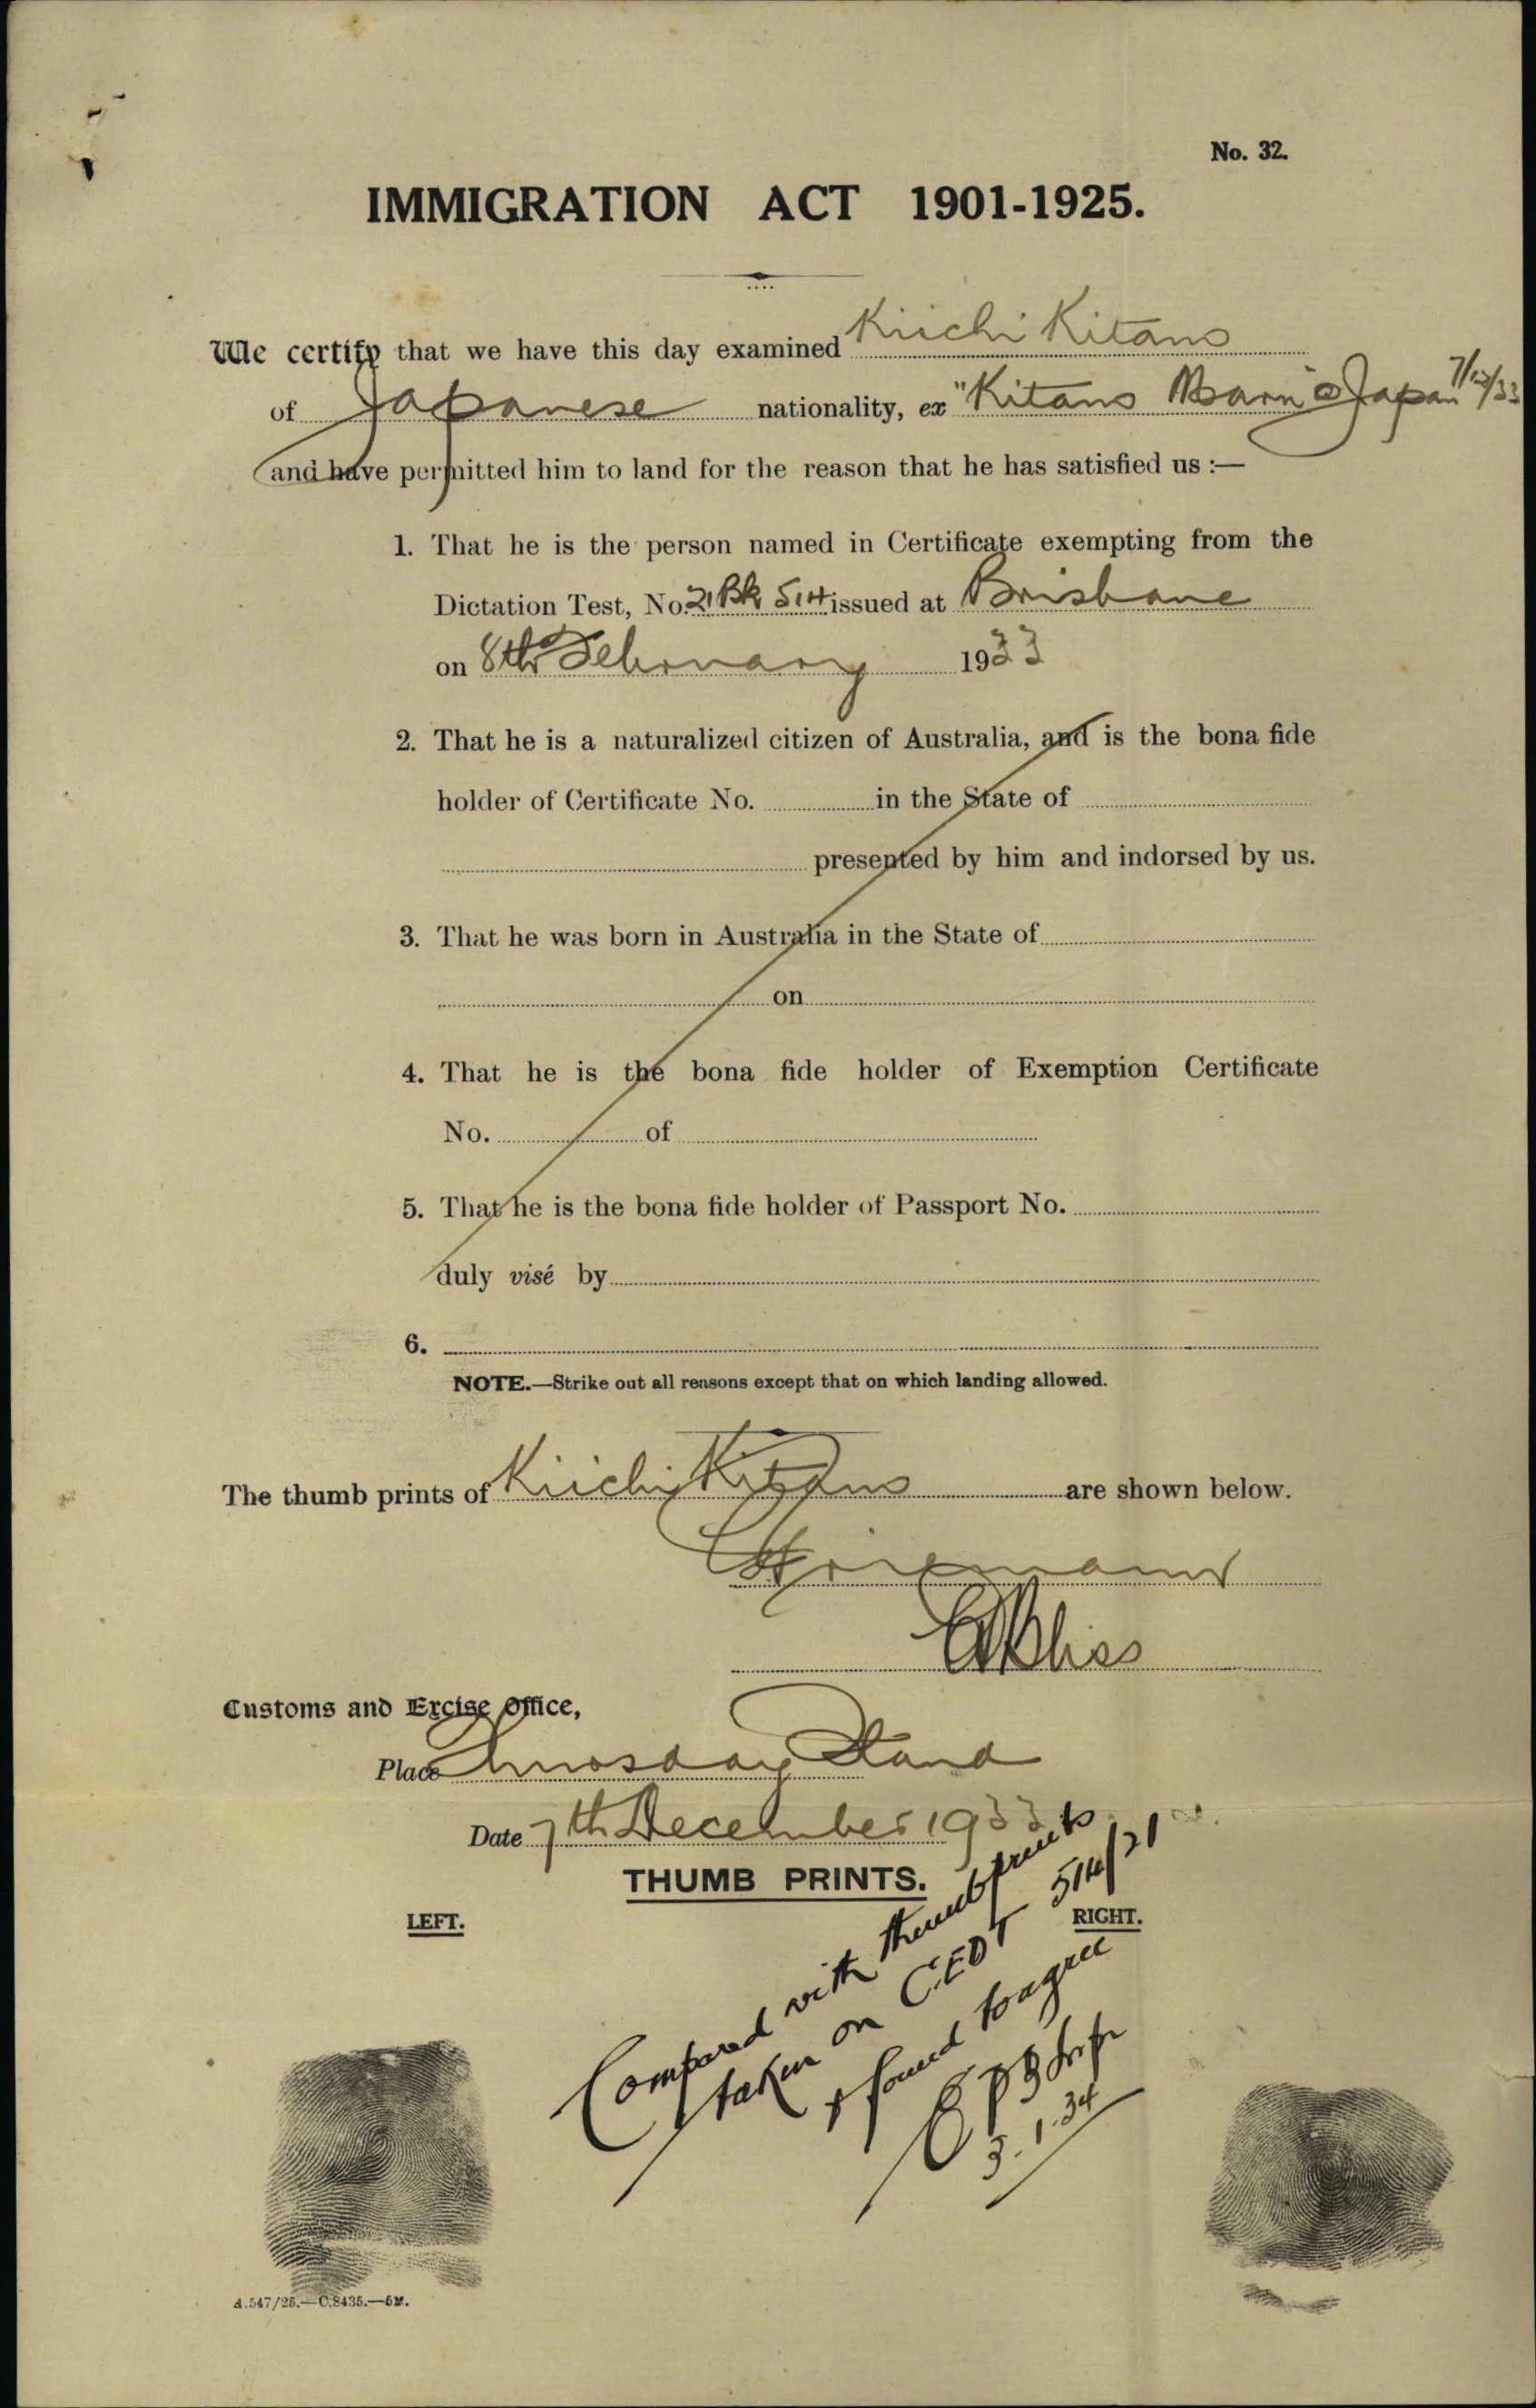 No. 32.
IMMIGRATION ACT 1901-1925.
We certify that we have this day examined Kiichi Kitano
of Japanese nationality, ex "Kitano Maru" @ Japan 7/12/33
and have permitted him to land for the reason that he has satisfied us :—
1. That he is the person named in Certificate exempting from the
Dictation Test, No. 21 Bk 514 issued at Brisbane
on 8th February 1933
2. That he is a naturalized citizen of Australia, and is the bona fide
holder of Certificate No. in the State of
presented by him and indorsed by us.
3. That he was born in Australia in the State of
on
4. That he is the bona fide holder of Exemption Certificate
No. of
5. That he is the bona fide holder of Passport No.
duly visé by
6.
NOTE.—Strike out all reasons except that on which landing allowed.
The thumb prints of Kiichi Kitano are shown below.
Bliss
Customs and Excise Office,
Place Thursday Island
Date 7th December 1933
THUMB PRINTS.
LEFT. RIGHT.
Compared with thumb prints
taken on C.E.D.T 514/21
& found to agree
3.1.34
A.547/25.—C.8435.—5M.